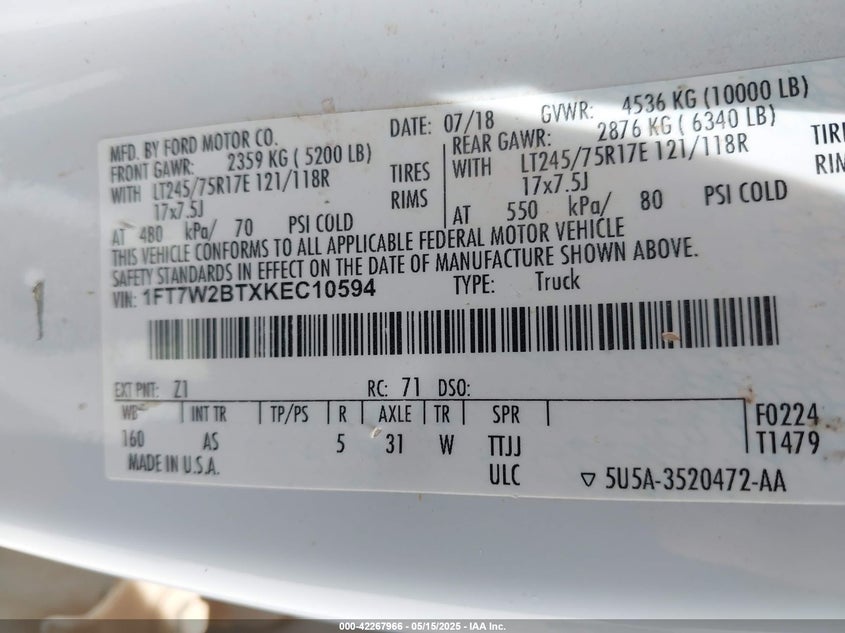 MFD. BY FORD MOTOR CO.
DATE: 07/18
GVWR: 4536 KG (10000 LB)
FRONT GAWR: 2359 KG ( 5200 LB)
REAR GAWR: 2876 KG ( 6340 LB)
WITH LT245/75R17E 121/118R
TIRES
WITH LT245/75R17E 121/118R
17x7.5J
RIMS
17x7.5J
AT 480 kPa/ 70 PSI COLD
AT 550 kPa/ 80 PSI COLD
THIS VEHICLE CONFORMS TO ALL APPLICABLE FEDERAL MOTOR VEHICLE
SAFETY STANDARDS IN EFFECT ON THE DATE OF MANUFACTURE SHOWN ABOVE.
VIN: 1FT7W2BTXKEC10594
TYPE: Truck
EXT PNT: Z1
RC: 71 DSO:
WB INT TR TP/PS R AXLE TR SPR
160 AS 5 31 W TTJJ
ULC
F0224
T1479
MADE IN U.S.A.
▽ 5U5A-3520472-AA
000-42267966 - 05/15/2025 - IAA Inc.